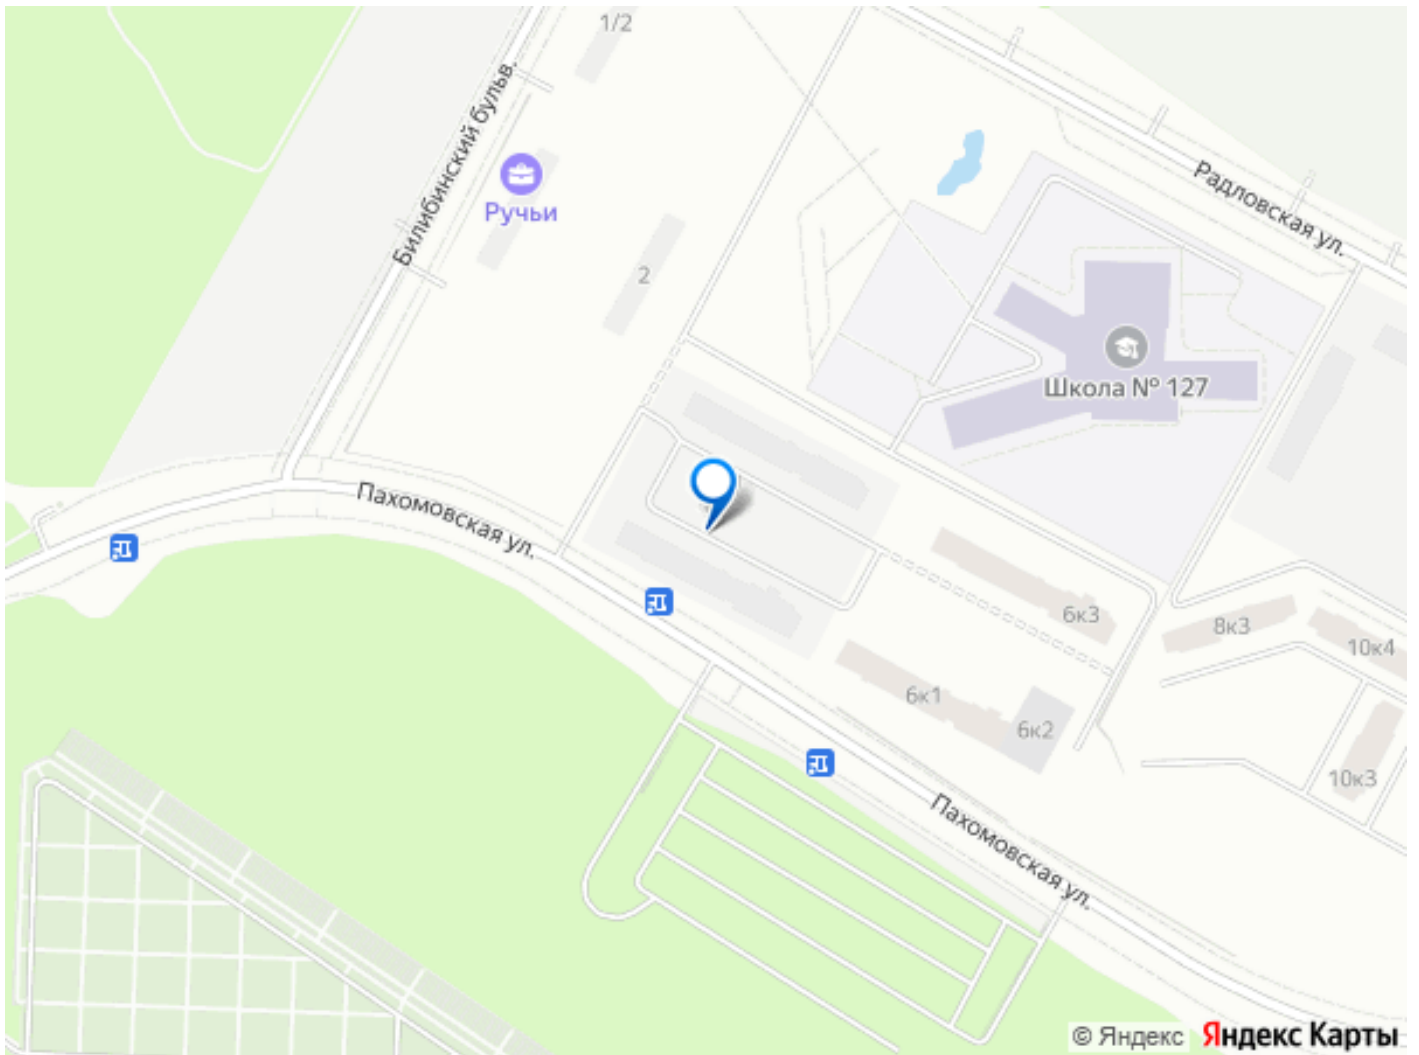 1/2
Билибинский бульв.
Ручьи
Радловская ул.
2
Школа № 127
Пахомовская ул.
6к3
8к3
10к4
6к1
6к2
10к3
Пахомовская ул.
© Яндекс Яндекс Карты